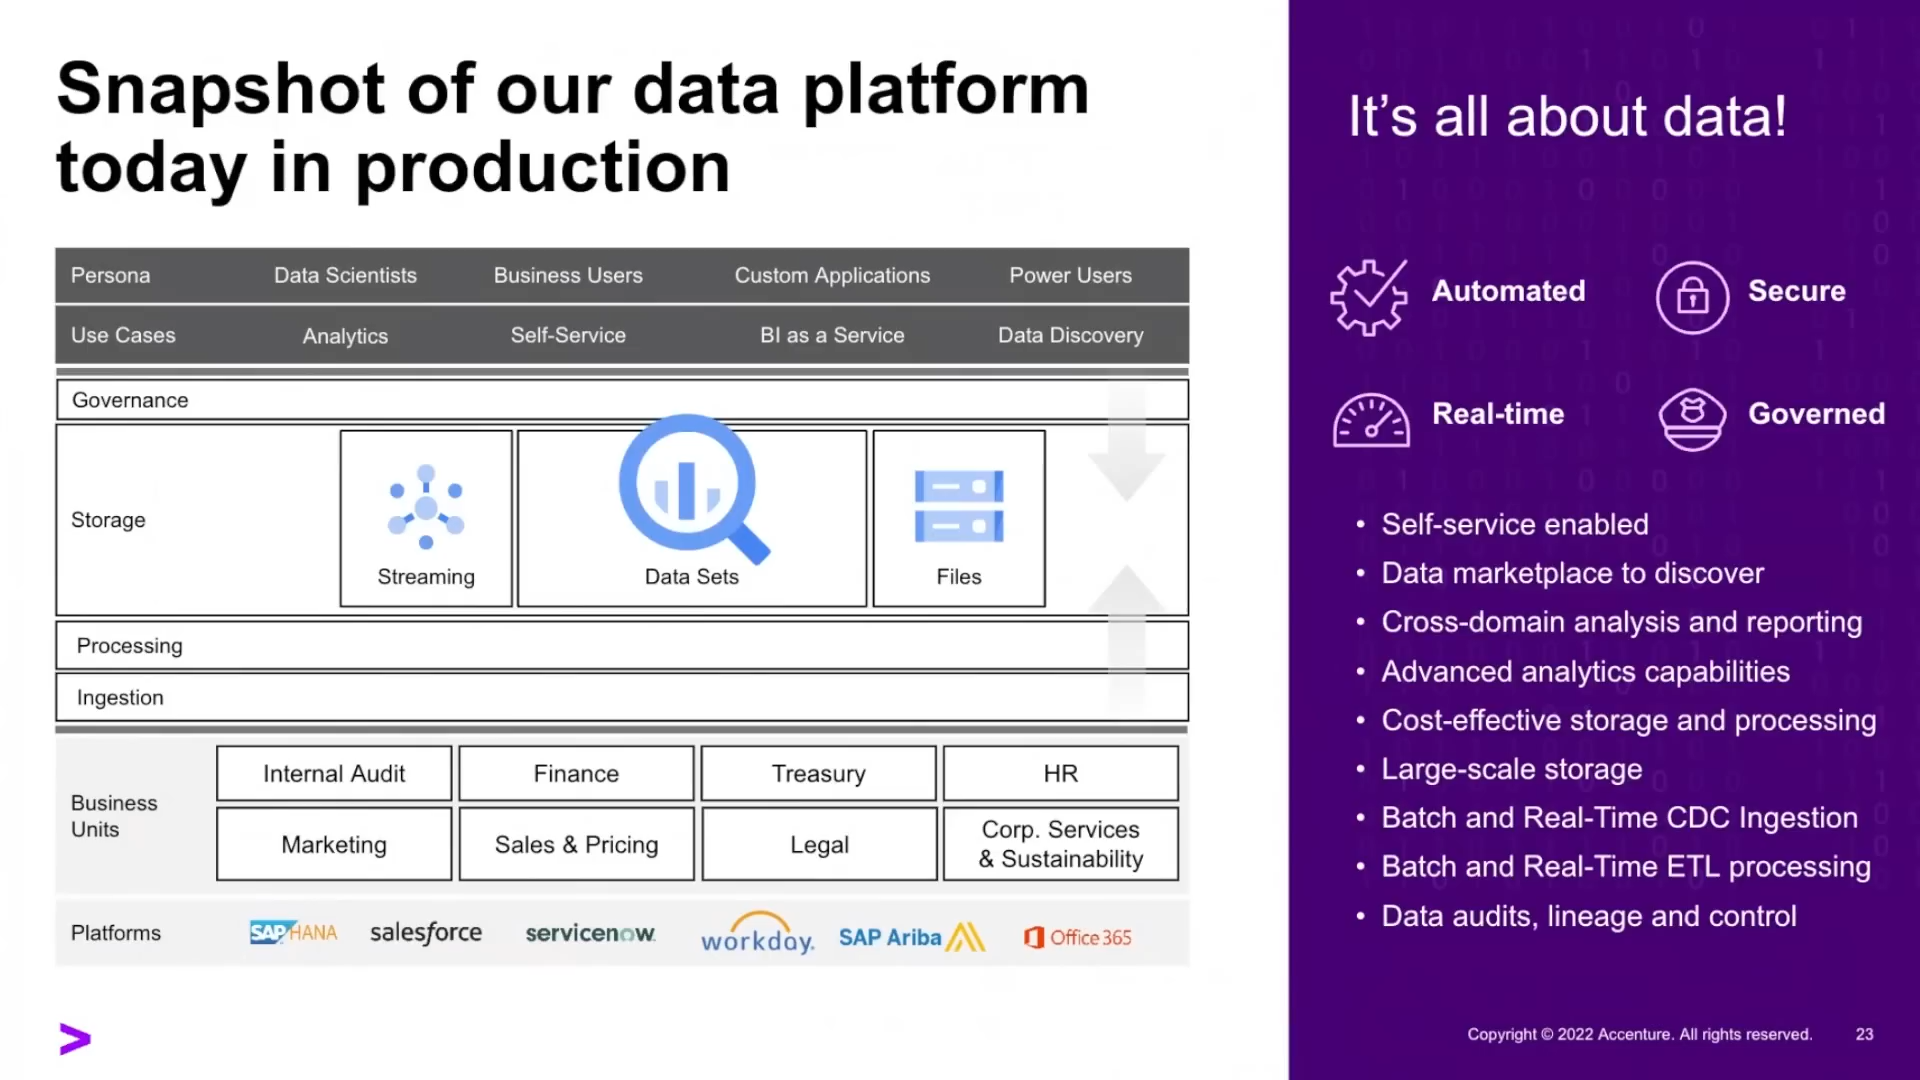 Snapshot of our data platform
today in production
Persona Data Scientists Business Users Custom Applications Power Users
Use Cases Analytics Self-Service BI as a Service Data Discovery
Governance
Storage
Streaming Data Sets Files
Processing
Ingestion
Business
Units
Internal Audit Finance Treasury HR
Marketing Sales & Pricing Legal Corp. Services
& Sustainability
Platforms SAP HANA salesforce servicenow. workday. SAP Ariba Office 365
It’s all about data!
Automated Secure
Real-time Governed
• Self-service enabled
• Data marketplace to discover
• Cross-domain analysis and reporting
• Advanced analytics capabilities
• Cost-effective storage and processing
• Large-scale storage
• Batch and Real-Time CDC Ingestion
• Batch and Real-Time ETL processing
• Data audits, lineage and control
Copyright © 2022 Accenture. All rights reserved. 23